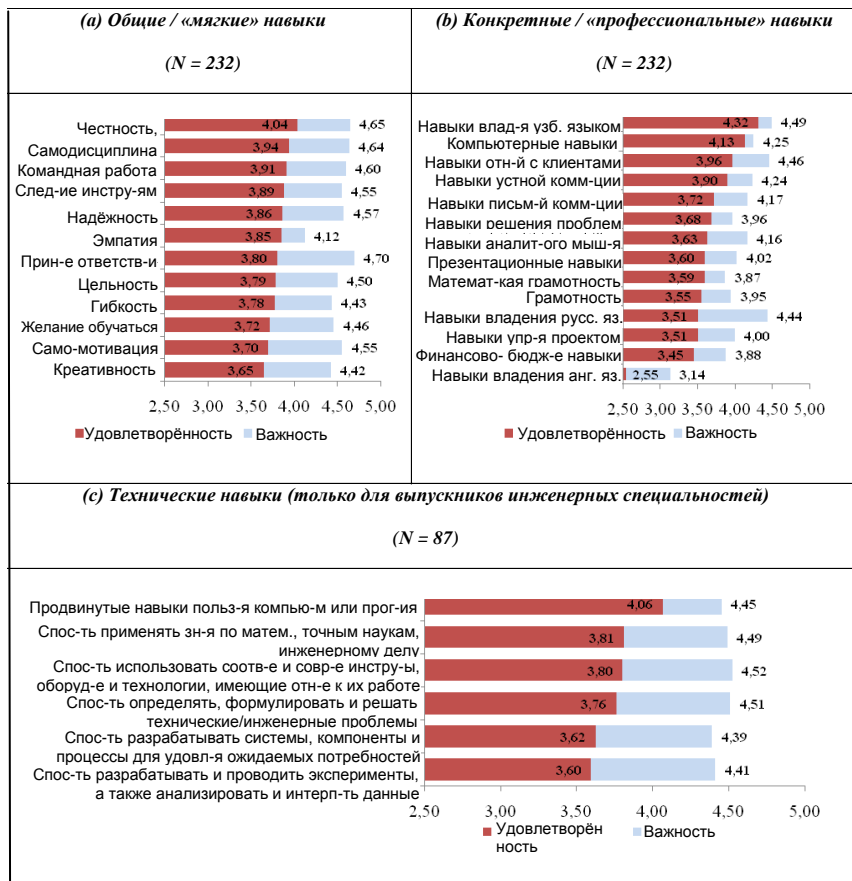 (a) Общие / «мягкие» навыки
(N = 232)
Честность, 4,04 4,65
Самодисциплина 3,94 4,64
Командная работа 3,91 4,60
След-ие инстру-ям 3,89 4,55
Надёжность 3,86 4,57
Эмпатия 3,85 4,12
Прин-е ответств-и 3,80 4,70
Цельность 3,79 4,50
Гибкость 3,78 4,43
Желание обучаться 3,72 4,46
Само-мотивация 3,70 4,55
Креативность 3,65 4,42
2,50 3,00 3,50 4,00 4,50 5,00
Удовлетворённость Важность
(b) Конкретные / «профессиональные» навыки
(N = 232)
Навыки влад-я узб. языком 4,32 4,49
Компьютерные навыки 4,13 4,25
Навыки отн-й с клиентами 3,96 4,46
Навыки устной комм-ции 3,90 4,24
Навыки письм-й комм-ции 3,72 4,17
Навыки решения проблем 3,68 3,96
Навыки аналит-ого мыш-я 3,63 4,16
Презентационные навыки 3,60 4,02
Математ-кая грамотность 3,59 3,87
Грамотность 3,55 3,95
Навыки владения русс. яз. 3,51 4,44
Навыки упр-я проектом 3,51 4,00
Финансово- бюдж-е навыки 3,45 3,88
Навыки владения анг. яз. 2,55 3,14
2,50 3,00 3,50 4,00 4,50 5,00
Удовлетворённость Важность
(c) Технические навыки (только для выпускников инженерных специальностей)
(N = 87)
Продвинутые навыки польз-я компью-м или прог-ия 4,06 4,45
Спос-ть применять зн-я по матем., точным наукам,
инженерному делу 3,81 4,49
Спос-ть использовать соотв-е и совр-е инстру-ы,
оборуд-е и технологии, имеющие отн-е к их работе 3,80 4,52
Спос-ть определять, формулировать и решать
технические/инженерные проблемы 3,76 4,51
Спос-ть разрабатывать системы, компоненты и
процессы для удовл-я ожидаемых потребностей 3,62 4,39
Спос-ть разрабатывать и проводить эксперименты,
а также анализировать и интерп-ть данные 3,60 4,41
2,50 3,00 3,50 4,00 4,50 5,00
Удовлетворён
ность Важность